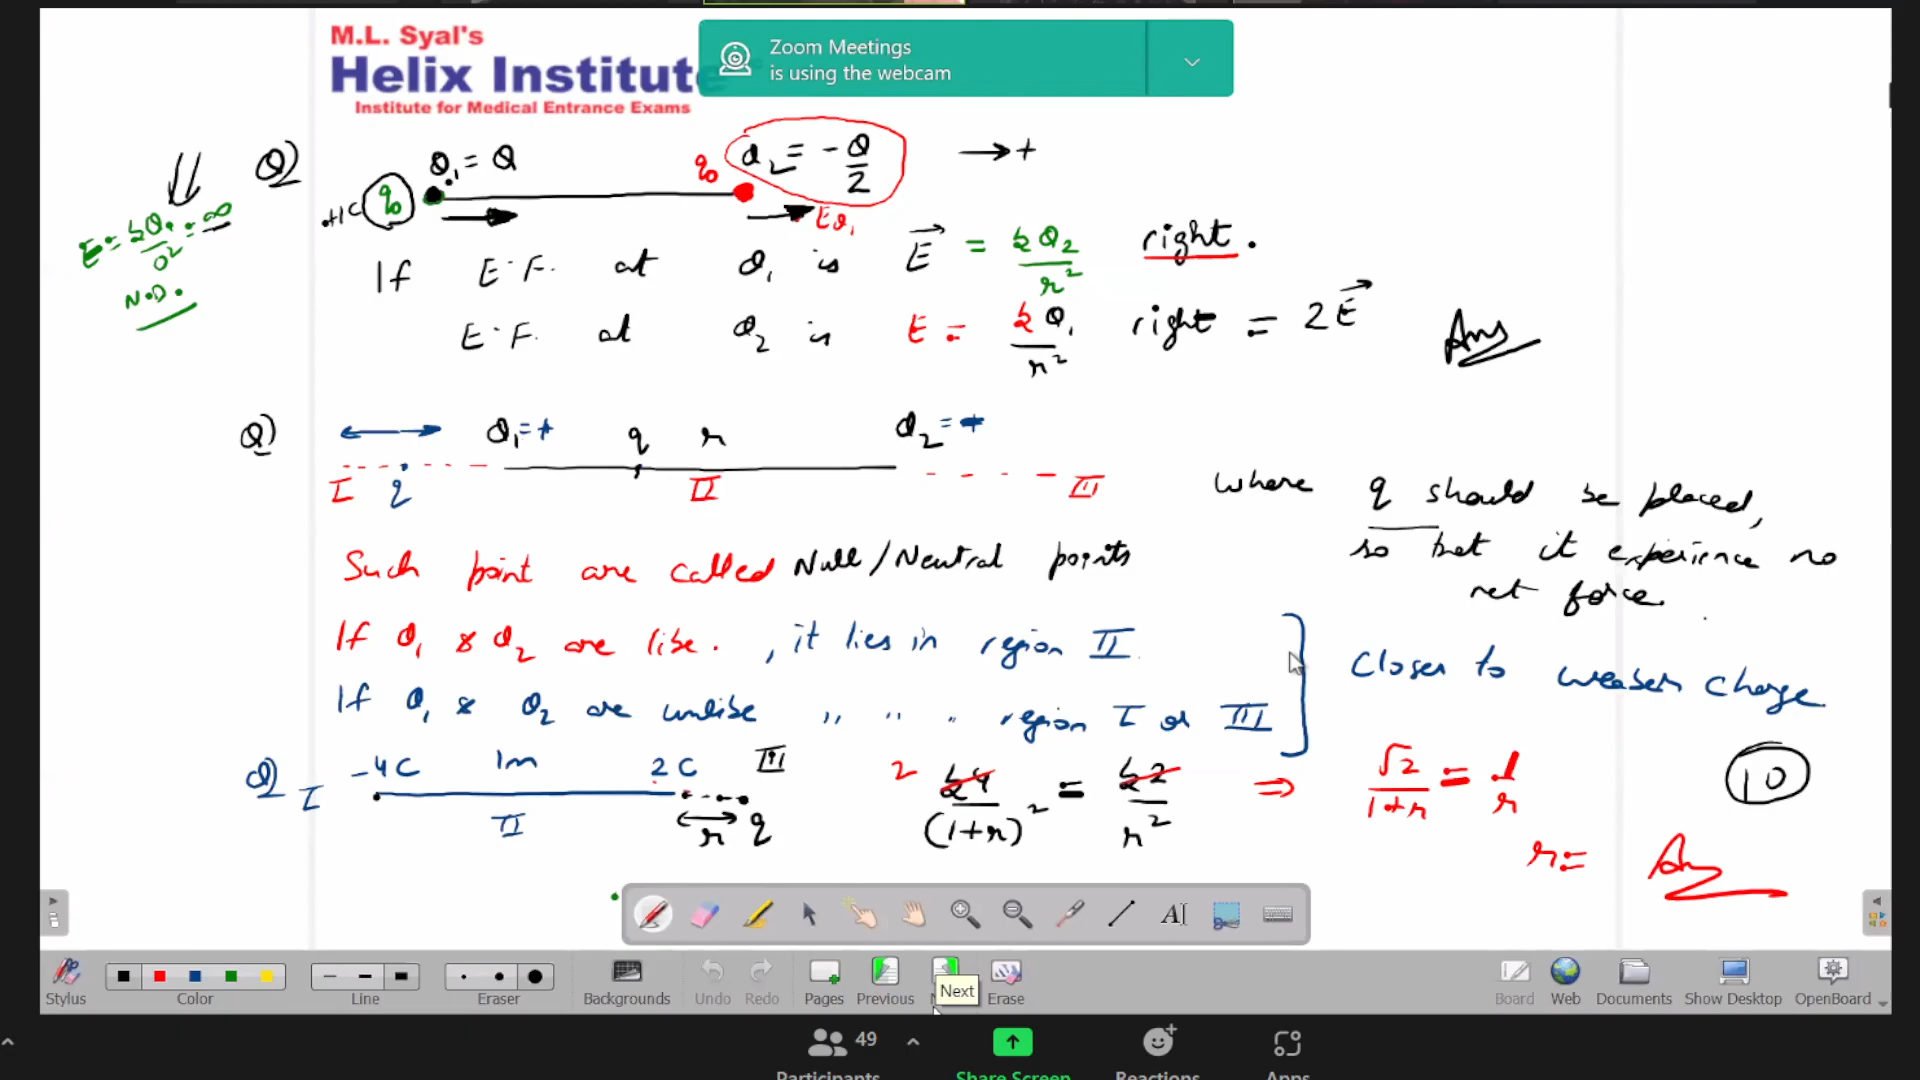 M.L. Syal's
Helix Institute
Institute for Medical Entrance Exams
Zoom Meetings
is using the webcam
Q) Q₁ = Q q₀ Q₂ = -Q/2 → +
+1C q₀ EQ₁
E = kQ₁/0² = ∞
N.D.
If E.F. at Q₁ is E⃗ = kQ₂/r² right.
E.F. at Q₂ is E = kQ₁/r² right = 2E⃗ Ans
Q) Q₁=+ q r Q₂=+
I q II III
where q should be placed,
so that it experience no
net force.
Such point are called Null/Neutral points
If Q₁ & Q₂ are like. , it lies in region II
If Q₁ & Q₂ are unlike " " " region I or III
Closer to weaker charge
Q) I -4C 1m 2C III
II r q
2 k4/(1+r)² = k2/r² ⇒ √2/(1+r) = 1/r
10
r = Ans
AI
Stylus Color Line Eraser Backgrounds Undo Redo Pages Previous Next Erase Board Web Documents Show Desktop OpenBoard
49
Participants Share Screen Reactions Apps